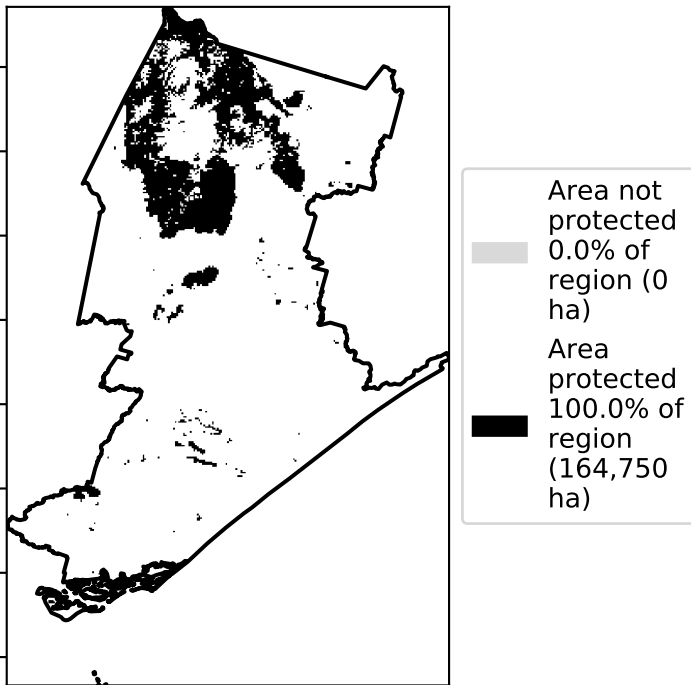 Area not
protected
0.0% of
region (0
ha)
Area
protected
100.0% of
region
(164,750
ha)